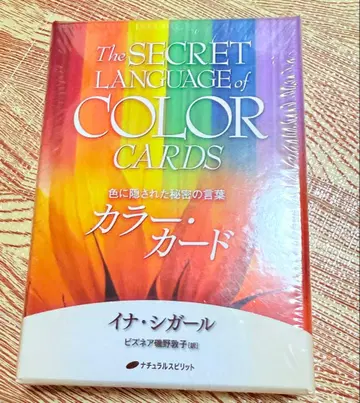 The SECRET
LANGUAGE of
COLOR
CARDS
色に隠された秘密の言葉
カラー・
カード
イナ・シガール
ビズネア磯野敦子〔訳〕
ナチュラルスピリット